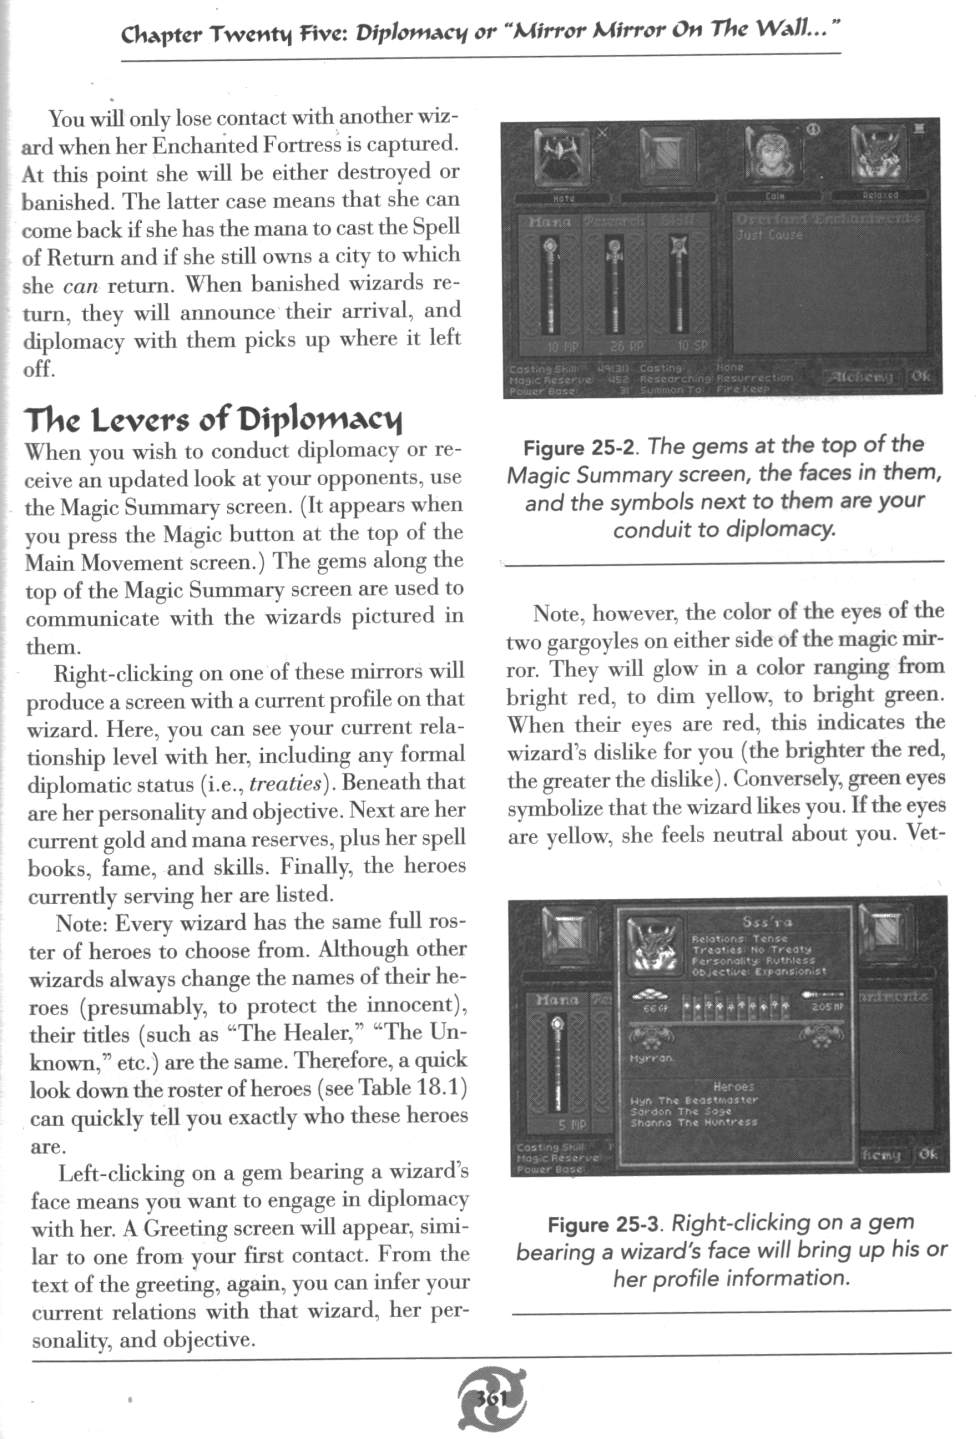 Chapter Twenty Five: Diplomacy or “Mirror Mirror On The Wall...”
You will only lose contact with another wiz-
ard when her Enchanted Fortress is captured.
At this point she will be either destroyed or
banished. The latter case means that she can
come back if she has the mana to cast the Spell
of Return and if she still owns a city to which
she can return. When banished wizards re-
turn, they will announce their arrival, and
diplomacy with them picks up where it left
off.
The Levers of Diplomacy
When you wish to conduct diplomacy or re-
ceive an updated look at your opponents, use
the Magic Summary screen. (It appears when
you press the Magic button at the top of the
Main Movement screen.) The gems along the
top of the Magic Summary screen are used to
communicate with the wizards pictured in
them.
Right-clicking on one of these mirrors will
produce a screen with a current profile on that
wizard. Here, you can see your current rela-
tionship level with her, including any formal
diplomatic status (i.e., treaties). Beneath that
are her personality and objective. Next are her
current gold and mana reserves, plus her spell
books, fame, and skills. Finally, the heroes
currently serving her are listed.
Note: Every wizard has the same full ros-
ter of heroes to choose from. Although other
wizards always change the names of their he-
roes (presumably, to protect the innocent),
their titles (such as “The Healer,” “The Un-
known,” etc.) are the same. Therefore, a quick
look down the roster of heroes (see Table 18.1)
can quickly tell you exactly who these heroes
are.
Left-clicking on a gem bearing a wizard’s
face means you want to engage in diplomacy
with her. A Greeting screen will appear, simi-
lar to one from your first contact. From the
text of the greeting, again, you can infer your
current relations with that wizard, her per-
sonality, and objective.
Hate Calm Relaxed
Mana Research Skill Overland Enchantments
Just Cause
10 MP 26 RP 10 SP
Casting Skill: 49(31) Casting: None
Magic Reserve: 452 Researching: Resurrection
Power Base: 31 Summon To: Fire Keep
Alchemy Ok
Figure 25-2. The gems at the top of the
Magic Summary screen, the faces in them,
and the symbols next to them are your
conduit to diplomacy.
Note, however, the color of the eyes of the
two gargoyles on either side of the magic mir-
ror. They will glow in a color ranging from
bright red, to dim yellow, to bright green.
When their eyes are red, this indicates the
wizard’s dislike for you (the brighter the red,
the greater the dislike). Conversely, green eyes
symbolize that the wizard likes you. If the eyes
are yellow, she feels neutral about you. Vet-
Sss'ra
Relations: Tense
Treaties: No Treaty
Personality: Ruthless
Objective: Expansionist
Mana
66 GP 205 MP
Myrran.
Heroes
Wyn The Beastmaster
Sardon The Sage
Shanna The Huntress
5 MP
Casting Skill:
Magic Reserve:
Power Base:
hemy Ok
Figure 25-3. Right-clicking on a gem
bearing a wizard’s face will bring up his or
her profile information.
361